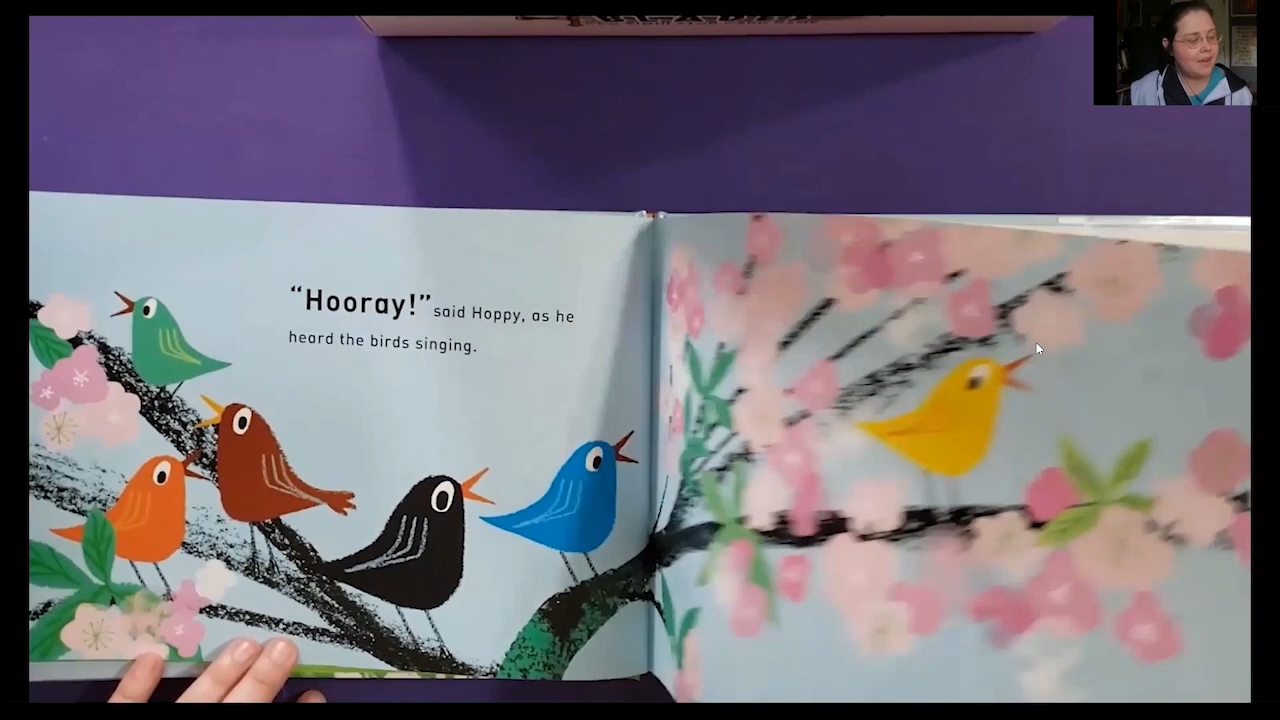 “Hooray!” said Hoppy, as he
heard the birds singing.